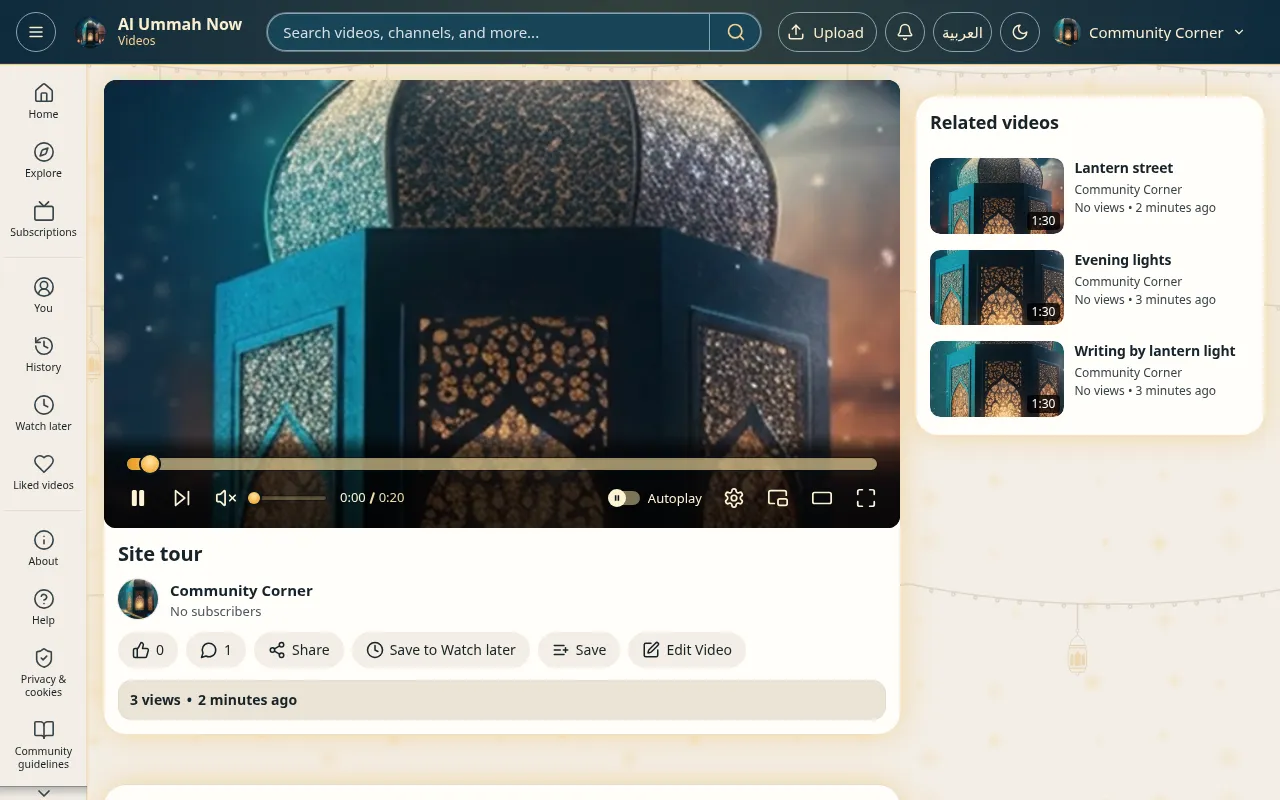 Al Ummah Now
Videos
Search videos, channels, and more...
Upload
العربية
Community Corner
Home
Explore
Subscriptions
You
History
Watch later
Liked videos
About
Help
Privacy &
cookies
Community
guidelines
0:00 / 0:20
Autoplay
Site tour
Community Corner
No subscribers
0
1
Share
Save to Watch later
Save
Edit Video
3 views • 2 minutes ago
Related videos
Lantern street
Community Corner
No views • 2 minutes ago
1:30
Evening lights
Community Corner
No views • 3 minutes ago
1:30
Writing by lantern light
Community Corner
No views • 3 minutes ago
1:30